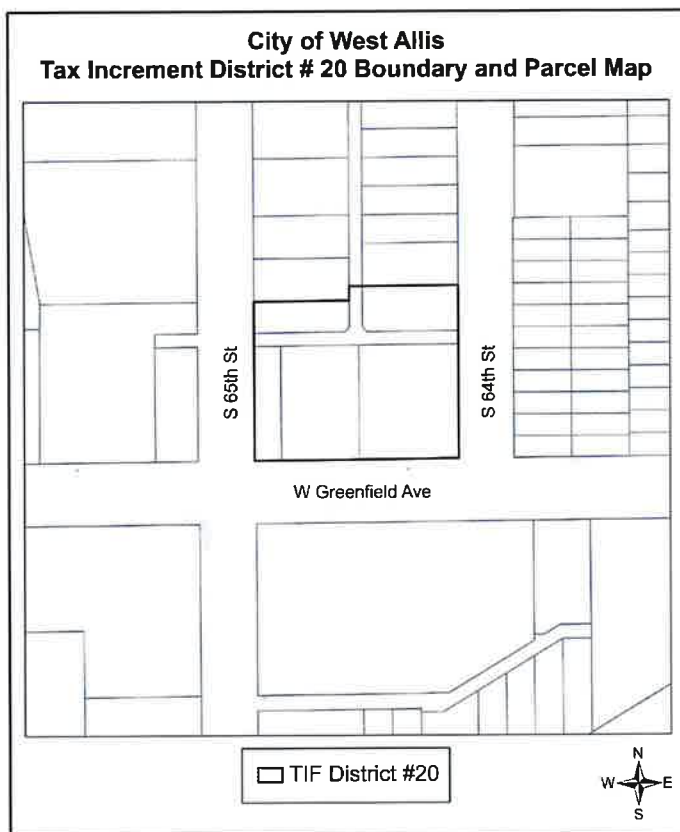 City of West Allis
Tax Increment District # 20 Boundary and Parcel Map
S 65th St
S 64th St
W Greenfield Ave
TIF District #20
N
W E
S